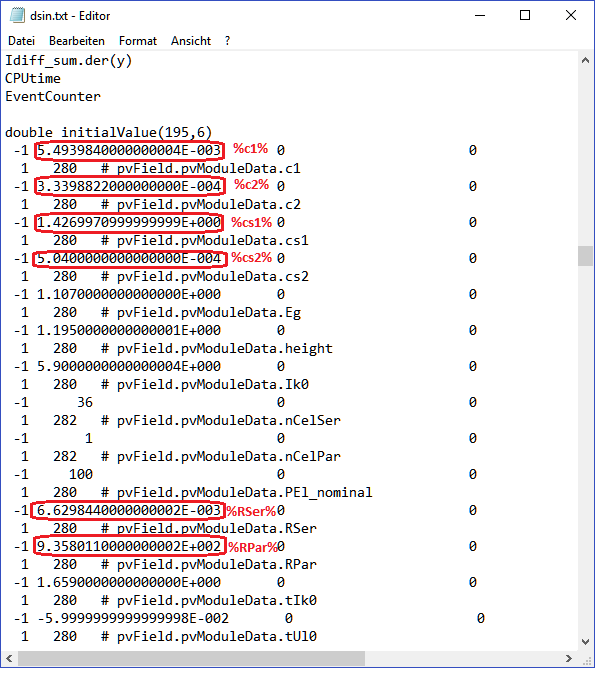 dsin.txt - Editor
Datei Bearbeiten Format Ansicht ?
Idiff_sum.der(y)
CPUtime
EventCounter
double initialValue(195,6)
-1 5.4939840000000004E-003 %c1% 0 0
1 280 # pvField.pvModuleData.c1
-1 3.3398822000000000E-004 %c2% 0 0
1 280 # pvField.pvModuleData.c2
-1 1.4269970999999999E+000 %cs1% 0 0
1 280 # pvField.pvModuleData.cs1
-1 5.0400000000000000E-004 %cs2% 0 0
1 280 # pvField.pvModuleData.cs2
-1 1.1070000000000000E+000 0 0
1 280 # pvField.pvModuleData.Eg
-1 1.1950000000000001E+000 0 0
1 280 # pvField.pvModuleData.height
-1 5.9000000000000004E+000 0 0
1 280 # pvField.pvModuleData.Ik0
-1 36 0 0
1 282 # pvField.pvModuleData.nCelSer
-1 1 0 0
1 282 # pvField.pvModuleData.nCelPar
-1 100 0 0
1 280 # pvField.pvModuleData.PEl_nominal
-1 6.6298440000000002E-003 %RSer% 0 0
1 280 # pvField.pvModuleData.RSer
-1 9.3580110000000002E+002 %RPar% 0 0
1 280 # pvField.pvModuleData.RPar
-1 1.6590000000000000E+000 0 0
1 280 # pvField.pvModuleData.tIk0
-1 -5.9999999999999998E-002 0 0
1 280 # pvField.pvModuleData.tUl0